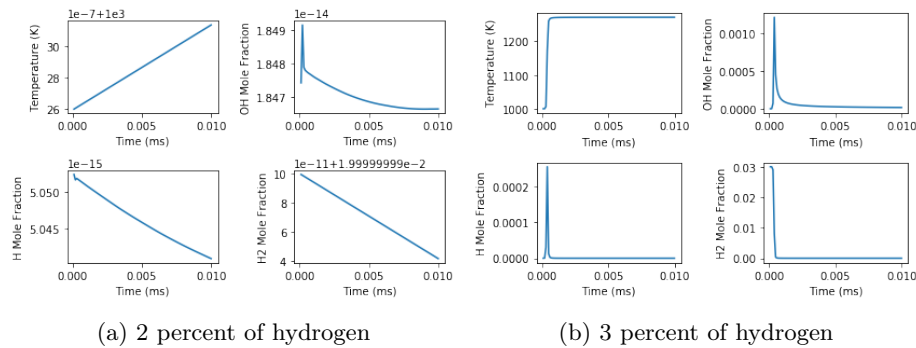 1e-7+1e3
Temperature (K)
30
28
26
0.000 0.005 0.010
Time (ms)
1e-14
OH Mole Fraction
1.849
1.848
1.847
0.000 0.005 0.010
Time (ms)
1e-15
H Mole Fraction
5.050
5.045
0.000 0.005 0.010
Time (ms)
1e-11+1.99999999e-2
H2 Mole Fraction
10
8
6
4
0.000 0.005 0.010
Time (ms)
(a) 2 percent of hydrogen
Temperature (K)
1200
1100
1000
0.000 0.005 0.010
Time (ms)
OH Mole Fraction
0.0010
0.0005
0.0000
0.000 0.005 0.010
Time (ms)
H Mole Fraction
0.0002
0.0001
0.0000
0.000 0.005 0.010
Time (ms)
H2 Mole Fraction
0.03
0.02
0.01
0.00
0.000 0.005 0.010
Time (ms)
(b) 3 percent of hydrogen